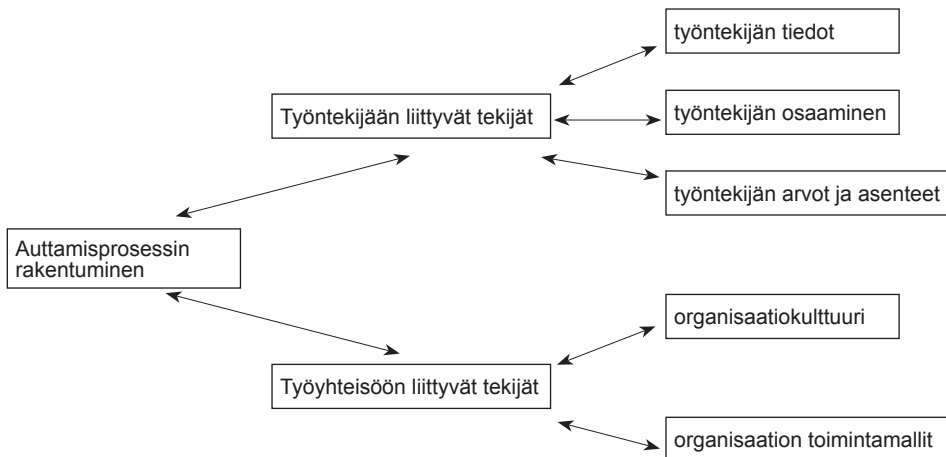 työntekijän tiedot
Työntekijään liittyvät tekijät
työntekijän osaaminen
työntekijän arvot ja asenteet
Auttamisprosessin
rakentuminen
organisaatiokulttuuri
Työyhteisöön liittyvät tekijät
organisaation toimintamallit